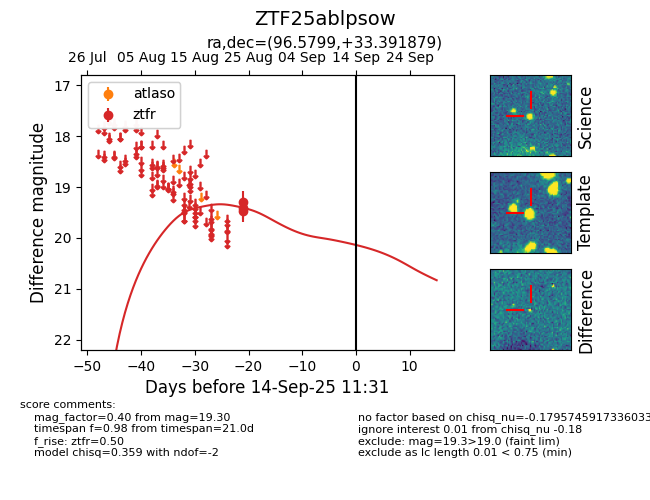 ZTF25ablpsow
ra,dec=(96.5799,+33.391879)
26 Jul 05 Aug 15 Aug 25 Aug 04 Sep 14 Sep 24 Sep
atlaso
ztfr
17
18
19
20
21
22
Difference magnitude
−50 −40 −30 −20 −10 0 10
Days before 14-Sep-25 11:31
Science
Template
Difference
score comments:
mag_factor=0.40 from mag=19.30
timespan f=0.98 from timespan=21.0d
f_rise: ztfr=0.50
model chisq=0.359 with ndof=-2
no factor based on chisq_nu=-0.1795745917336033
ignore interest 0.01 from chisq_nu -0.18
exclude: mag=19.3>19.0 (faint lim)
exclude as lc length 0.01 < 0.75 (min)